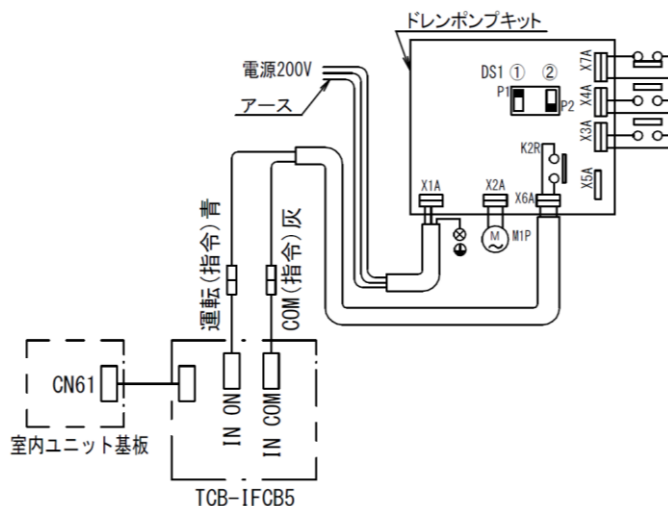 ドレンポンプキット
電源200V
アース
DS1 ① ②
P1
P2
X7A
X4A
X3A
K2R
X5A
X1A
X2A
X6A
M
M1P
運転(指令)青
COM(指令)灰
CN61
IN ON
IN COM
室内ユニット基板
TCB-IFCB5